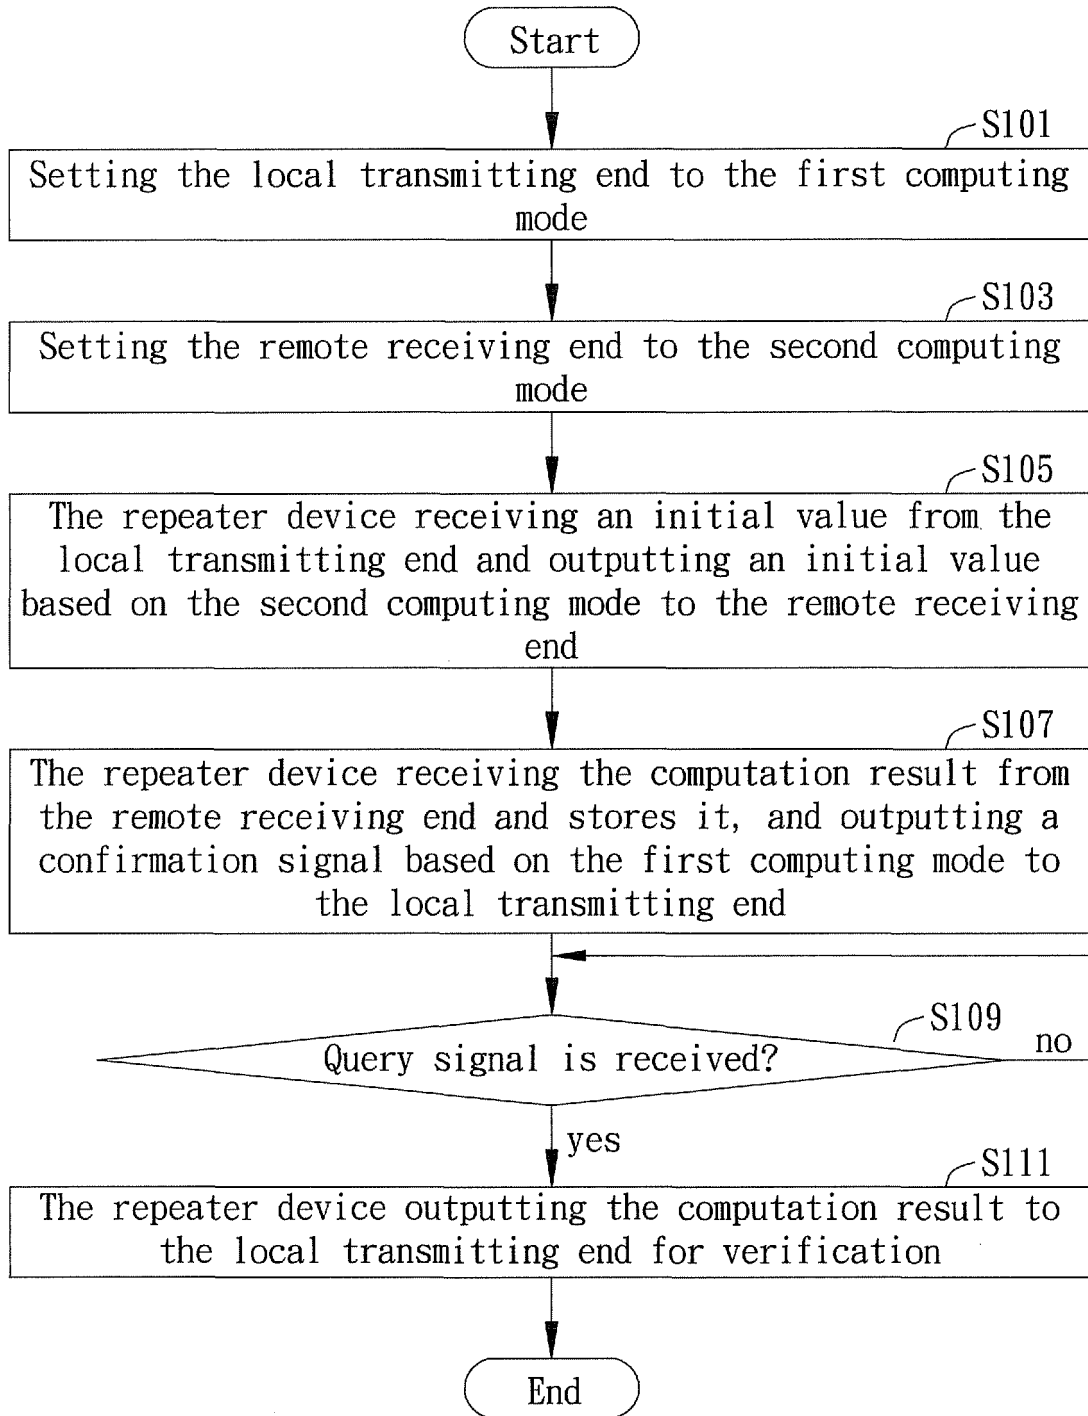 Start
S101
Setting the local transmitting end to the first computing
mode
S103
Setting the remote receiving end to the second computing
mode
S105
The repeater device receiving an initial value from the
local transmitting end and outputting an initial value
based on the second computing mode to the remote receiving
end
S107
The repeater device receiving the computation result from
the remote receiving end and stores it, and outputting a
confirmation signal based on the first computing mode to
the local transmitting end
S109
Query signal is received?
no
yes
S111
The repeater device outputting the computation result to
the local transmitting end for verification
End